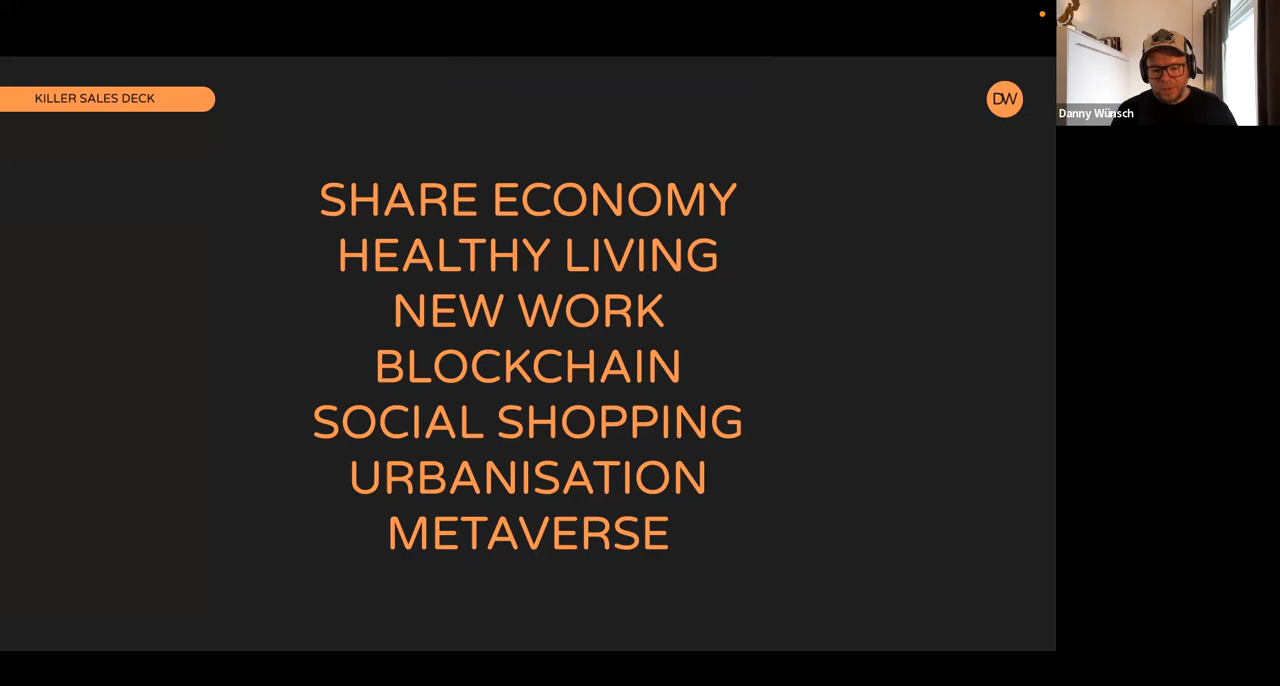 KILLER SALES DECK
DW
Danny Wünsch
SHARE ECONOMY
HEALTHY LIVING
NEW WORK
BLOCKCHAIN
SOCIAL SHOPPING
URBANISATION
METAVERSE